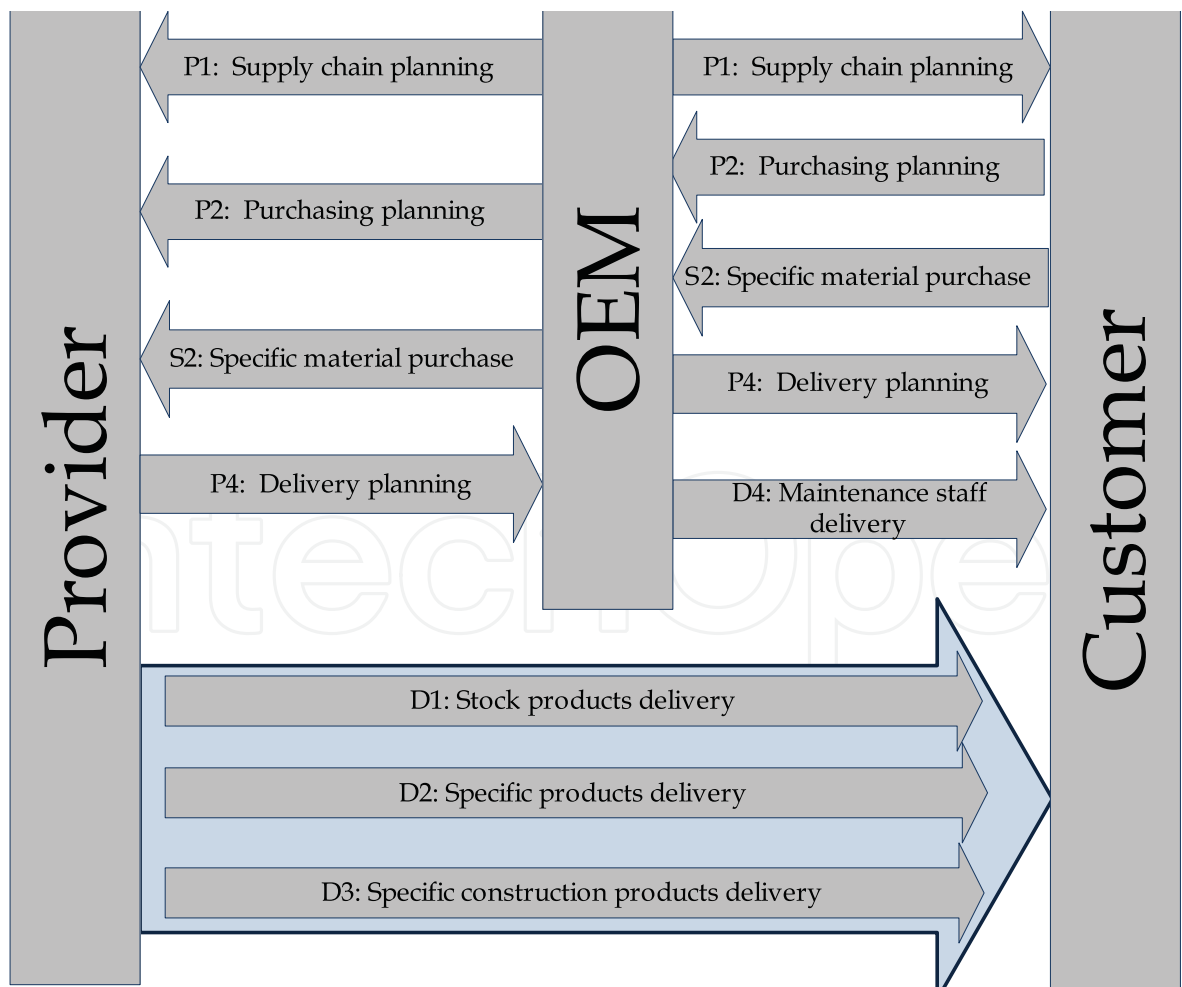 P1: Supply chain planning
P1: Supply chain planning
P2: Purchasing planning
P2: Purchasing planning
S2: Specific material purchase
S2: Specific material purchase
P4: Delivery planning
P4: Delivery planning
D4: Maintenance staff
delivery
Provider
OEM
Customer
D1: Stock products delivery
D2: Specific products delivery
D3: Specific construction products delivery